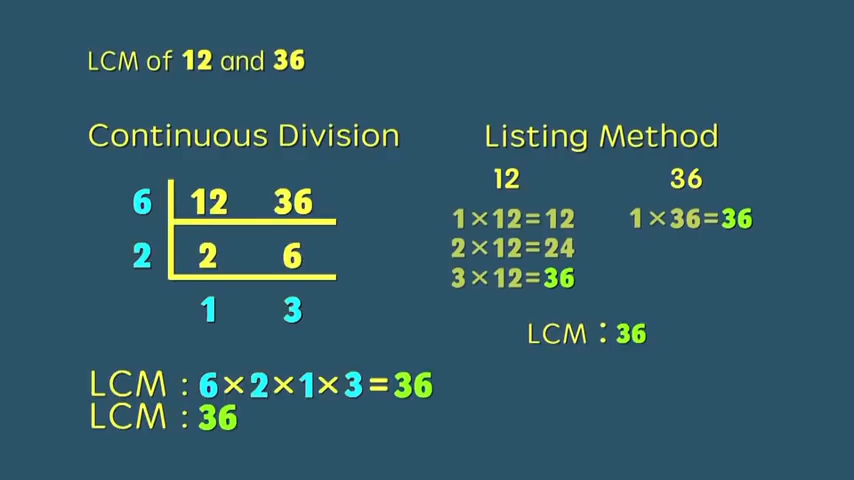 LCM of 12 and 36
Continuous Division
6 12 36
2 2 6
1 3
LCM : 6×2×1×3=36
LCM : 36
Listing Method
12 36
1×12=12 1×36=36
2×12=24
3×12=36
LCM : 36